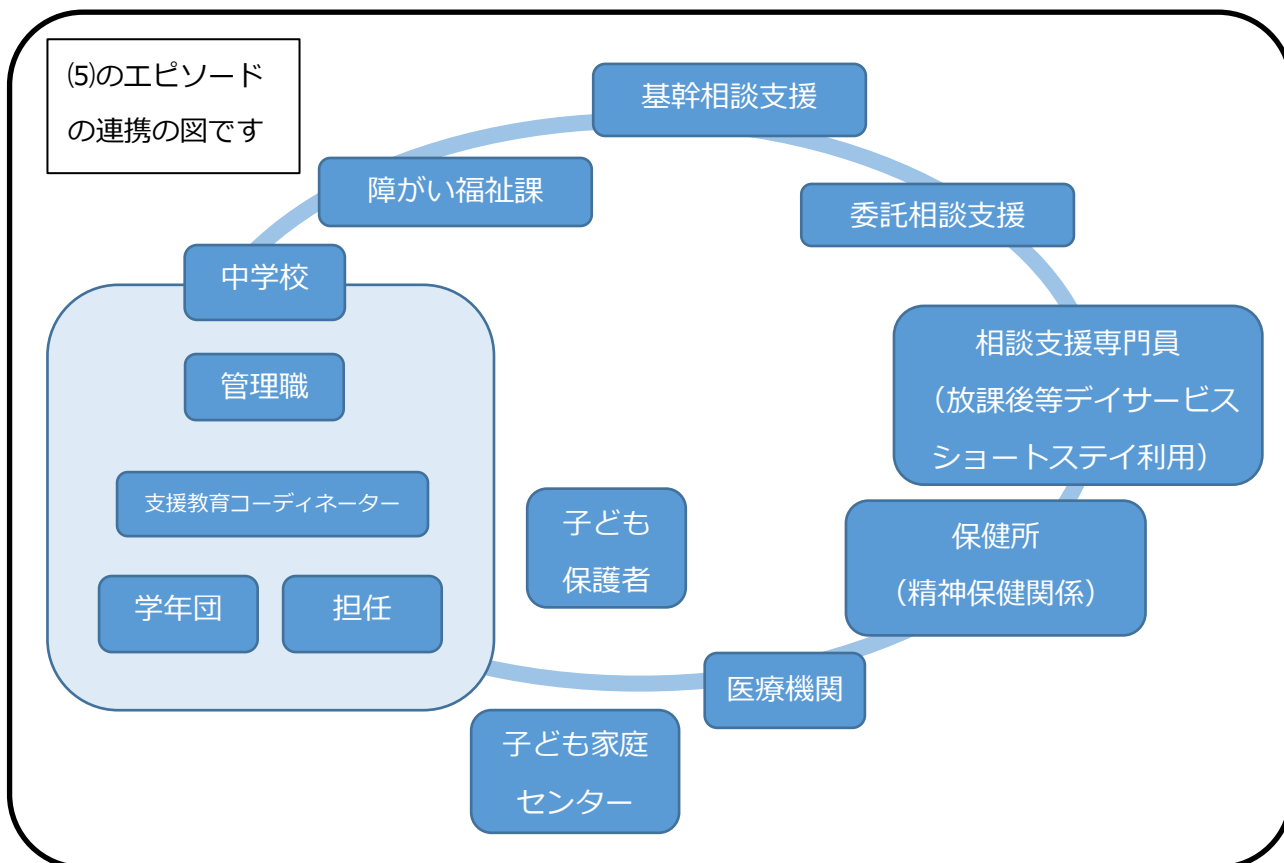 ⑸のエピソード
の連携の図です
基幹相談支援
障がい福祉課
委託相談支援
中学校
管理職
支援教育コーディネーター
学年団
担任
相談支援専門員
（放課後等デイサービス
ショートステイ利用）
子ども
保護者
保健所
（精神保健関係）
医療機関
子ども家庭
センター